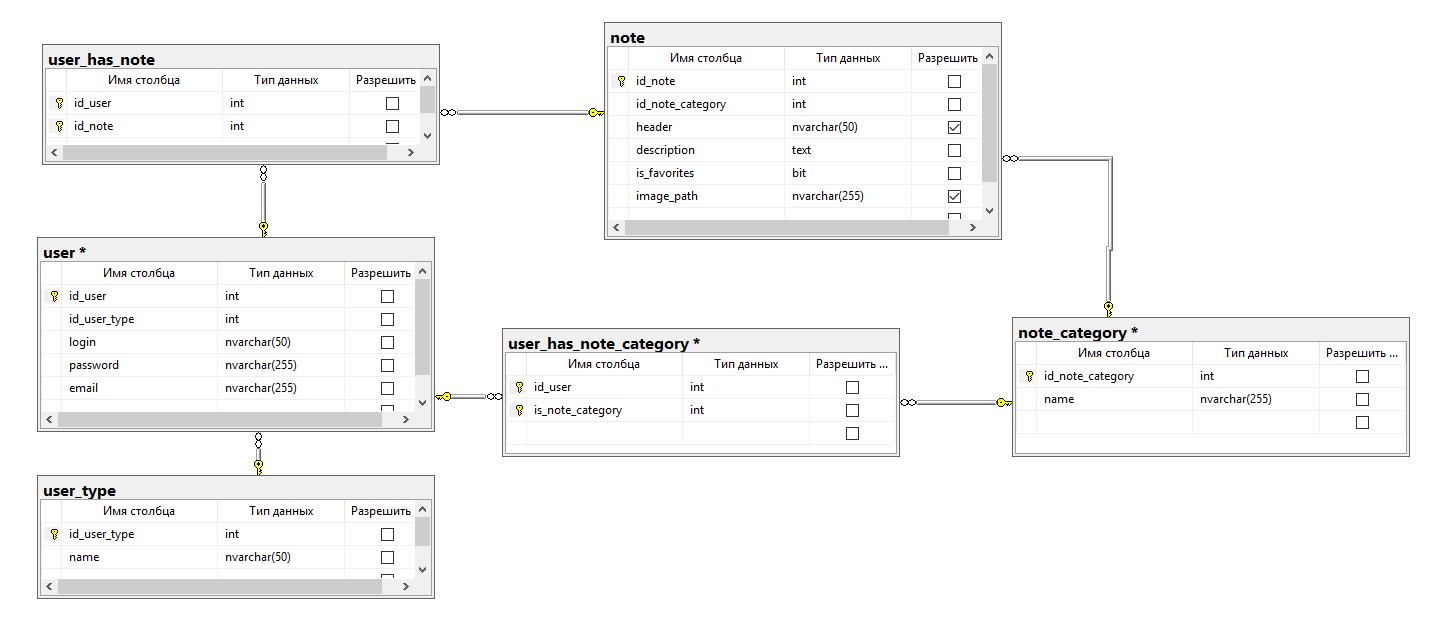 user_has_note
Имя столбца Тип данных Разрешить
id_user int
id_note int
note
Имя столбца Тип данных Разрешить
id_note int
id_note_category int
header nvarchar(50)
description text
is_favorites bit
image_path nvarchar(255)
user *
Имя столбца Тип данных Разрешить
id_user int
id_user_type int
login nvarchar(50)
password nvarchar(255)
email nvarchar(255)
user_has_note_category *
Имя столбца Тип данных Разрешить ...
id_user int
is_note_category int
note_category *
Имя столбца Тип данных Разрешить ...
id_note_category int
name nvarchar(255)
user_type
Имя столбца Тип данных Разрешить
id_user_type int
name nvarchar(50)